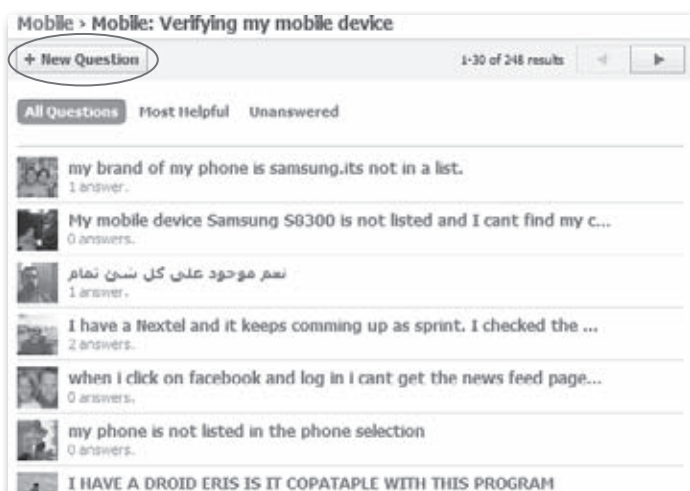 Mobile › Mobile: Verifying my mobile device
+ New Question
1-30 of 248 results
All Questions Most Helpful Unanswered
my brand of my phone is samsung.its not in a list.
1 answer.
My mobile device Samsung S8300 is not listed and I cant find my c...
0 answers.
نعم موجود على كل شئ تمام
1 answer.
I have a Nextel and it keeps comming up as sprint. I checked the ...
2 answers.
when i click on facebook and log in i cant get the news feed page...
0 answers.
my phone is not listed in the phone selection
0 answers.
I HAVE A DROID ERIS IS IT COPATAPLE WITH THIS PROGRAM